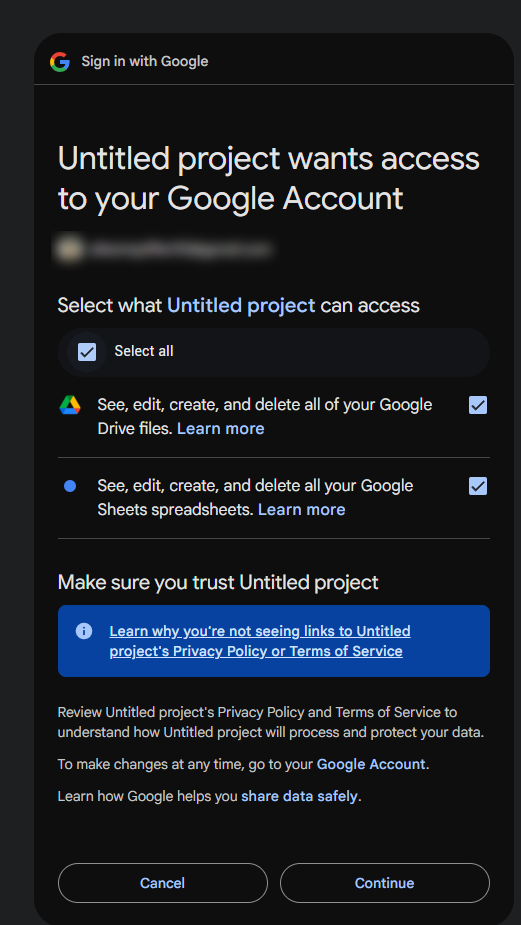 Sign in with Google
Untitled project wants access
to your Google Account
Select what Untitled project can access
Select all
See, edit, create, and delete all of your Google
Drive files. Learn more
See, edit, create, and delete all your Google
Sheets spreadsheets. Learn more
Make sure you trust Untitled project
Learn why you're not seeing links to Untitled
project's Privacy Policy or Terms of Service
Review Untitled project's Privacy Policy and Terms of Service to
understand how Untitled project will process and protect your data.
To make changes at any time, go to your Google Account.
Learn how Google helps you share data safely.
Cancel
Continue